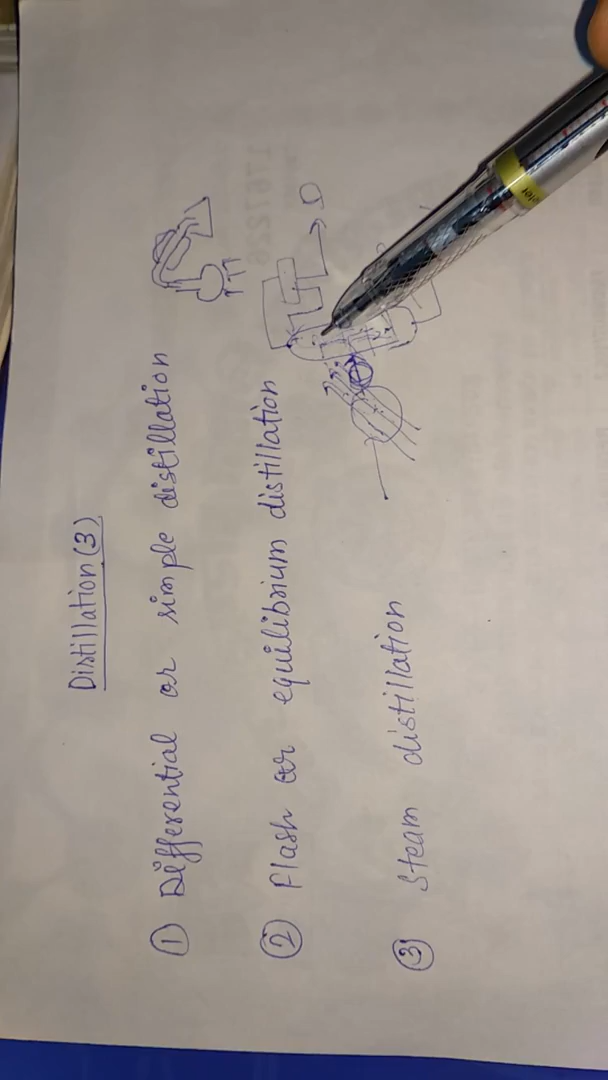 Distillation (3)
① Differential or simple distillation
② Flash or equilibrium distillation
③ Steam distillation